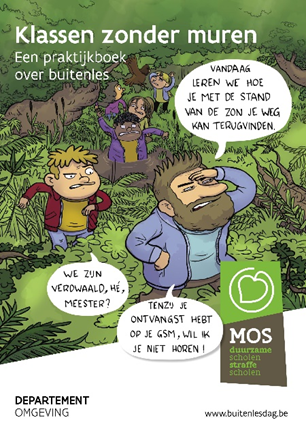 Klassen zonder muren
Een praktijkboek
over buitenles
VANDAAG
LEREN WE HOE
JE MET DE STAND
VAN DE ZON JE WEG
KAN TERUGVINDEN.
WE ZIJN
VERDWAALD, HÉ,
MEESTER?
TENZIJ JE
ONTVANGST HEBT
OP JE GSM, WIL IK
JE NIET HOREN!
MOS
duurzame
scholen
straffe
scholen
DEPARTEMENT
OMGEVING
www.buitenlesdag.be